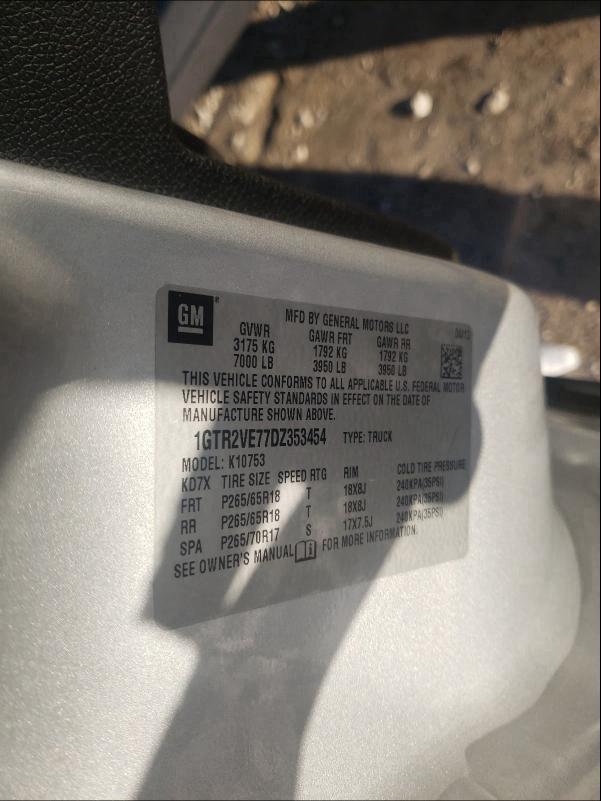 GM
MFD BY GENERAL MOTORS LLC
04/13
GVWR GAWR FRT GAWR RR
3175 KG 1792 KG 1792 KG
7000 LB 3950 LB 3950 LB
THIS VEHICLE CONFORMS TO ALL APPLICABLE U.S. FEDERAL MOTOR
VEHICLE SAFETY STANDARDS IN EFFECT ON THE DATE OF
MANUFACTURE SHOWN ABOVE.
1GTR2VE77DZ353454 TYPE: TRUCK
MODEL: K10753
KD7X TIRE SIZE SPEED RTG RIM COLD TIRE PRESSURE
FRT P265/65R18 T 18X8J 240KPA(35PSI)
RR P265/65R18 T 18X8J 240KPA(35PSI)
SPA P265/70R17 S 17X7.5J 240KPA(35PSI)
SEE OWNER'S MANUAL FOR MORE INFORMATION.